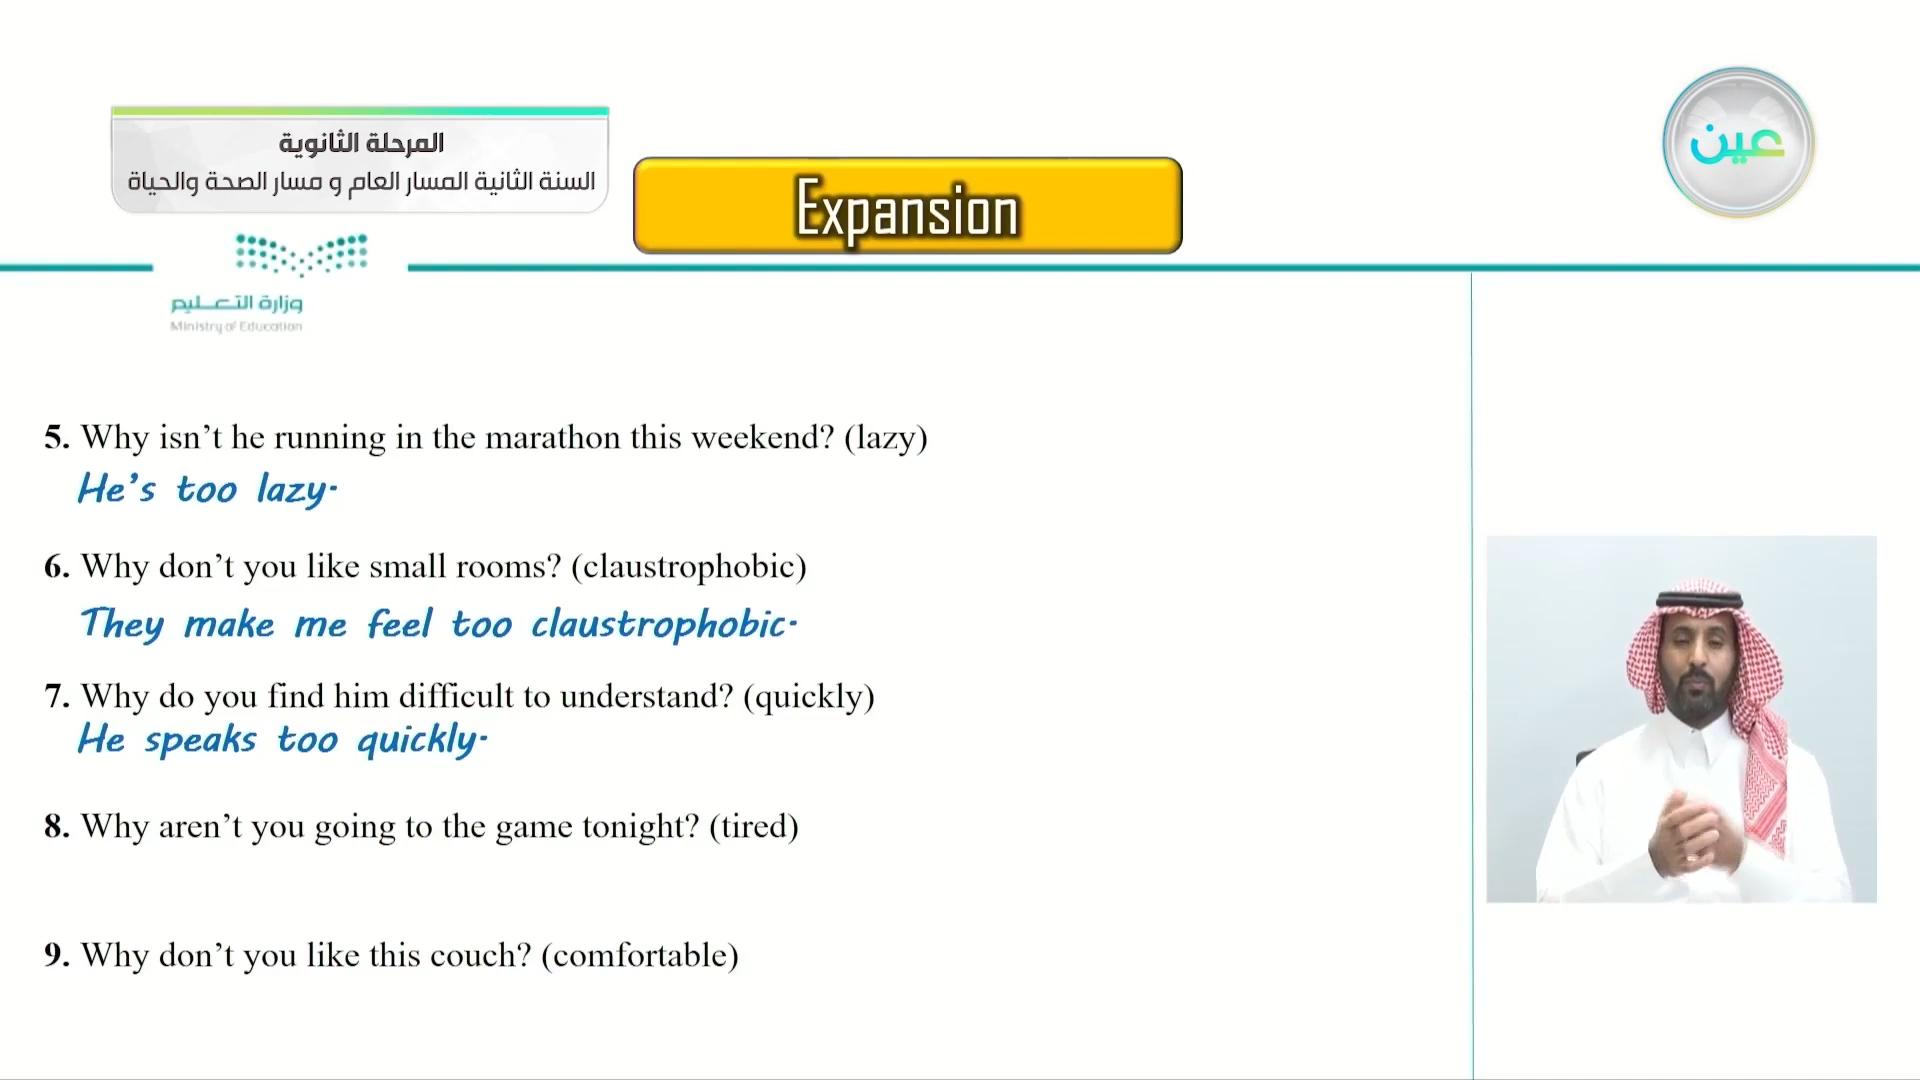 المرحلة الثانوية
السنة الثانية المسار العام و مسار الصحة والحياة
Expansion
عين
وزارة التعليم
Ministry of Education
5. Why isn’t he running in the marathon this weekend? (lazy)
He’s too lazy.
6. Why don’t you like small rooms? (claustrophobic)
They make me feel too claustrophobic.
7. Why do you find him difficult to understand? (quickly)
He speaks too quickly.
8. Why aren’t you going to the game tonight? (tired)
9. Why don’t you like this couch? (comfortable)